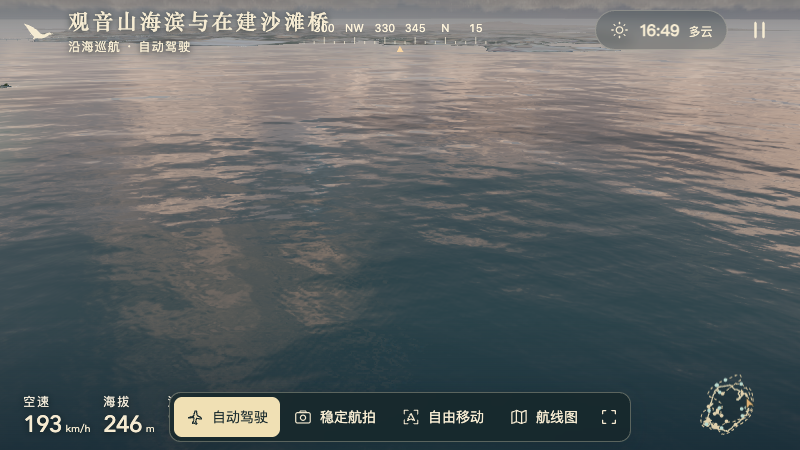 观音山海滨与在建沙滩桥
沿海巡航 · 自动驾驶
300 NW 330 345 N 15
16:49 多云
空速
193 km/h
海拔
246 m
自动驾驶
稳定航拍
自由移动
航线图